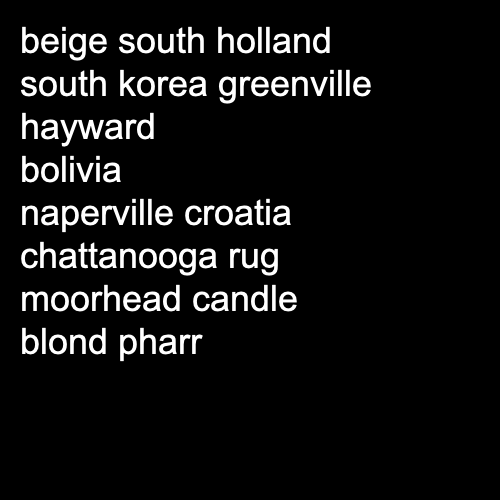 beige south holland
south korea greenville
hayward
bolivia
naperville croatia
chattanooga rug
moorhead candle
blond pharr